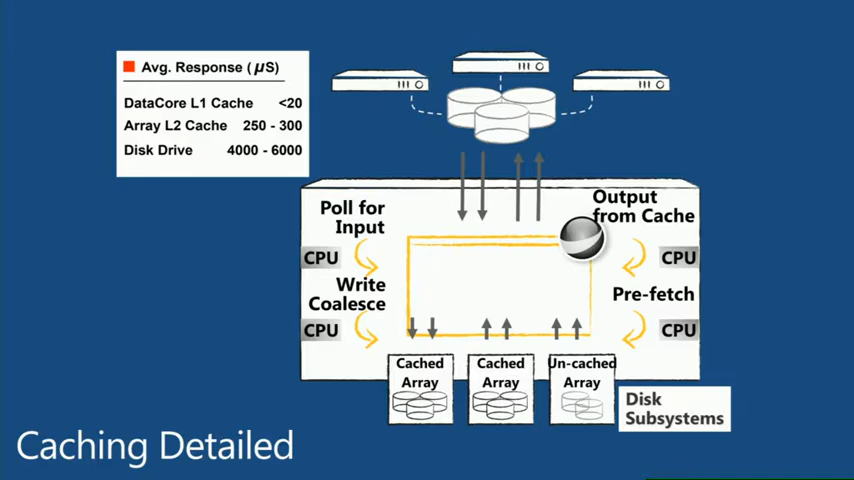 Avg. Response (µS)
DataCore L1 Cache <20
Array L2 Cache 250 - 300
Disk Drive 4000 - 6000
Poll for
Input
Output
from Cache
CPU
CPU
Write
Coalesce
Pre-fetch
CPU
CPU
Cached
Array
Cached
Array
Un-cached
Array
Disk
Subsystems
Caching Detailed